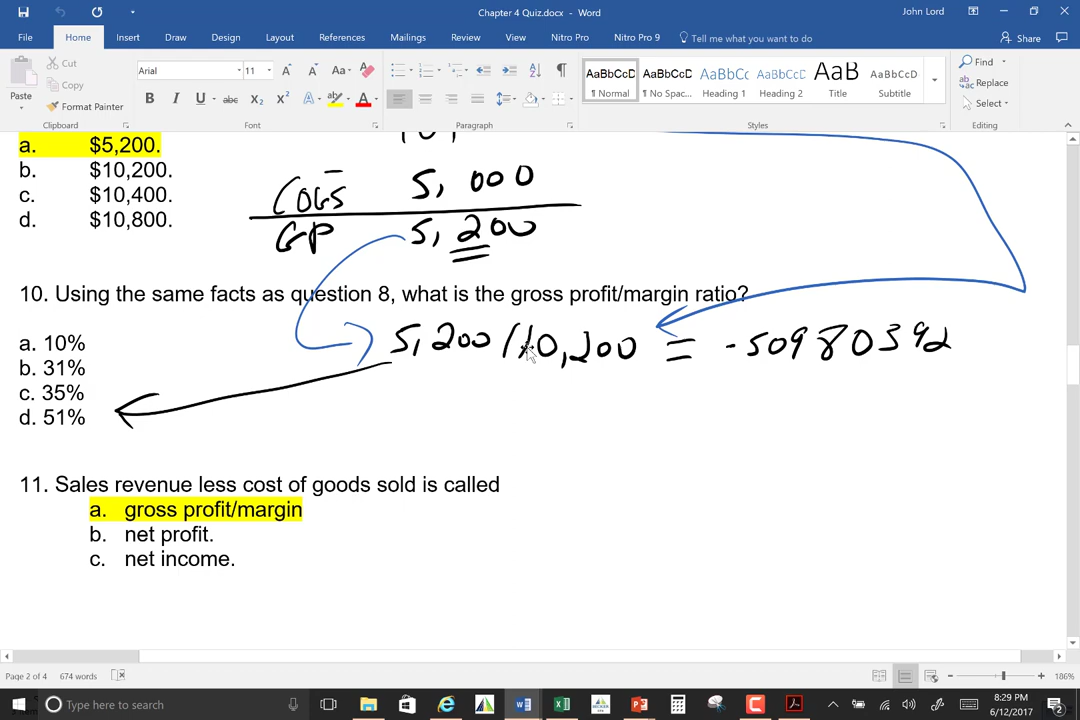 Chapter 4 Quiz.docx - Word
John Lord
File Home Insert Draw Design Layout References Mailings Review View Nitro Pro Nitro Pro 9 Tell me what you want to do Share
Cut
Copy
Format Painter
Paste
Clipboard
Arial 11
Font
Paragraph
AaBbCcD AaBbCcD AaBbC AaBbCcD AaB AaBbCcD
¶ Normal ¶ No Spac... Heading 1 Heading 2 Title Subtitle
Styles
Find
Replace
Select
Editing
a. $5,200.
b. $10,200.
c. $10,400.
d. $10,800.
COGS 5,000
GP 5,200
10. Using the same facts as question 8, what is the gross profit/margin ratio?
5,200/10,200 = .50980392
a. 10%
b. 31%
c. 35%
d. 51%
11. Sales revenue less cost of goods sold is called
a. gross profit/margin
b. net profit.
c. net income.
Page 2 of 4 674 words
186%
Type here to search
8:29 PM
6/12/2017